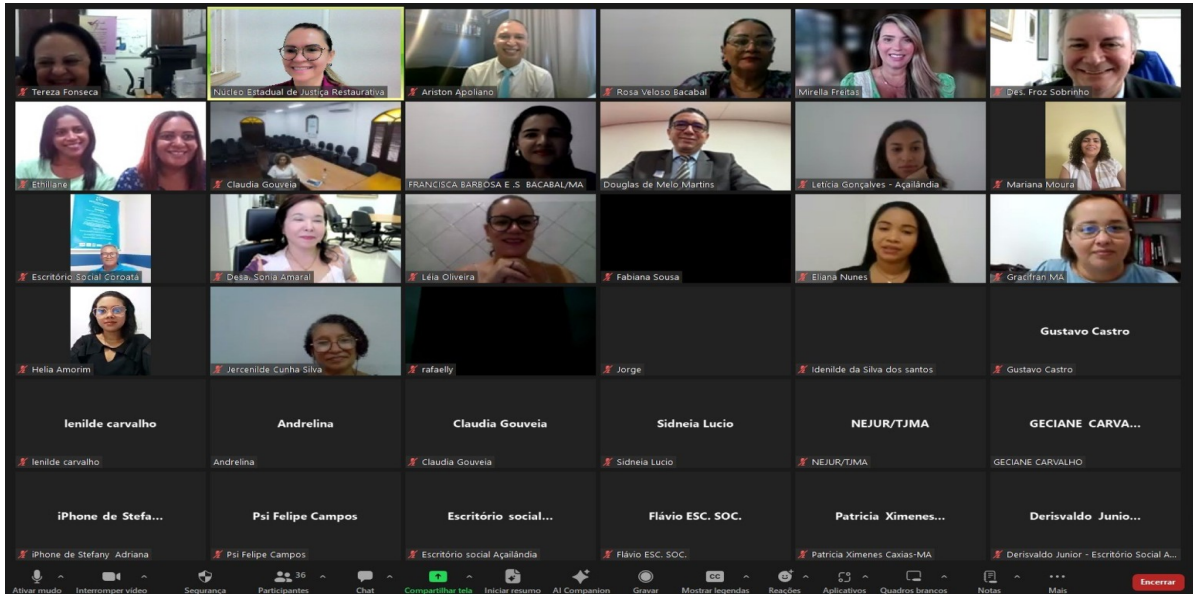 Tereza Fonseca
Núcleo Estadual de Justiça Restaurativa
Ariston Apoliano
Rosa Veloso Bacabal
Mirella Freitas
Des. Froz Sobrinho
Ethillane
Claudia Gouveia
FRANCISCA BARBOSA E .S BACABAL/MA
Douglas de Melo Martins
Letícia Gonçalves - Açailândia
Mariana Moura
Escritório Social Coroatá
Desa. Sonia Amaral
Léia Oliveira
Fabiana Sousa
Eliana Nunes
Gracifran MA
Gustavo Castro
Helia Amorim
Jercenilde Cunha Silva
rafaelly
Jorge
Idenilde da Silva dos santos
Gustavo Castro
lenilde carvalho
Andrelina
Claudia Gouveia
Sidneia Lucio
NEJUR/TJMA
GECIANE CARVA...
lenilde carvalho
Andrelina
Claudia Gouveia
Sidneia Lucio
NEJUR/TJMA
GECIANE CARVALHO
iPhone de Stefa...
Psi Felipe Campos
Escritório social...
Flávio ESC. SOC.
Patricia Ximenes...
Derisvaldo Junio...
iPhone de Stefany Adriana
Psi Felipe Campos
Escritório social Açailândia
Flávio ESC. SOC.
Patricia Ximenes Caxias-MA
Derisvaldo Junior - Escritório Social A...
36
CC
Ativar mudo
Interromper vídeo
Segurança
Participantes
Chat
Compartilhar tela
Iniciar resumo
AI Companion
Gravar
Mostrar legendas
Reações
Aplicativos
Quadros brancos
Notas
Mais
Encerrar